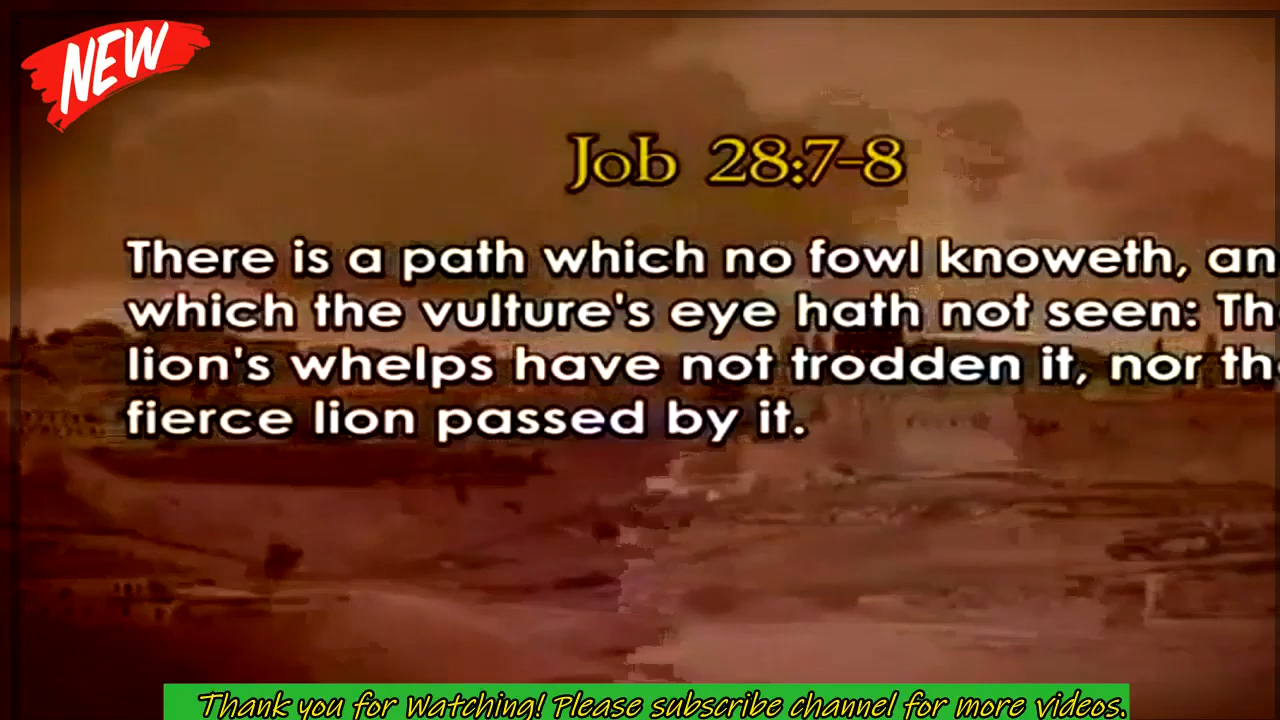 NEW
Job 28:7-8
There is a path which no fowl knoweth, an
which the vulture's eye hath not seen: Th
lion's whelps have not trodden it, nor th
fierce lion passed by it.
Thank you for Watching! Please subscribe channel for more videos.